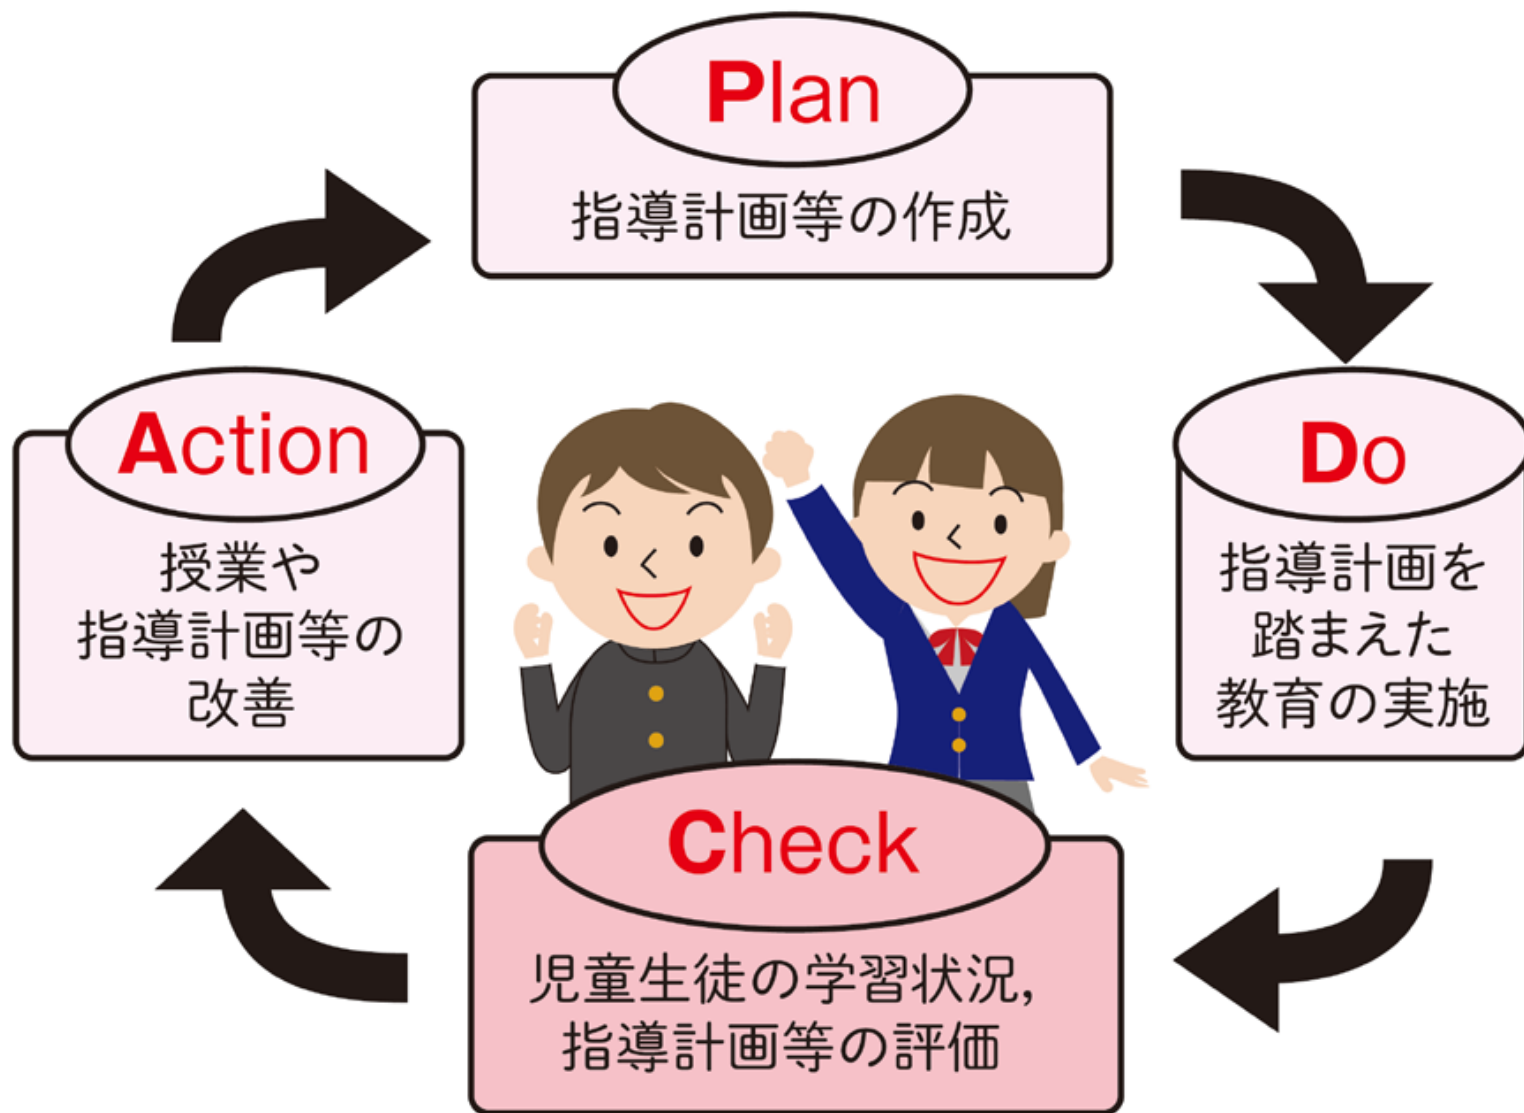 Plan
指導計画等の作成
Do
指導計画を
踏まえた
教育の実施
Check
児童生徒の学習状況,
指導計画等の評価
Action
授業や
指導計画等の
改善